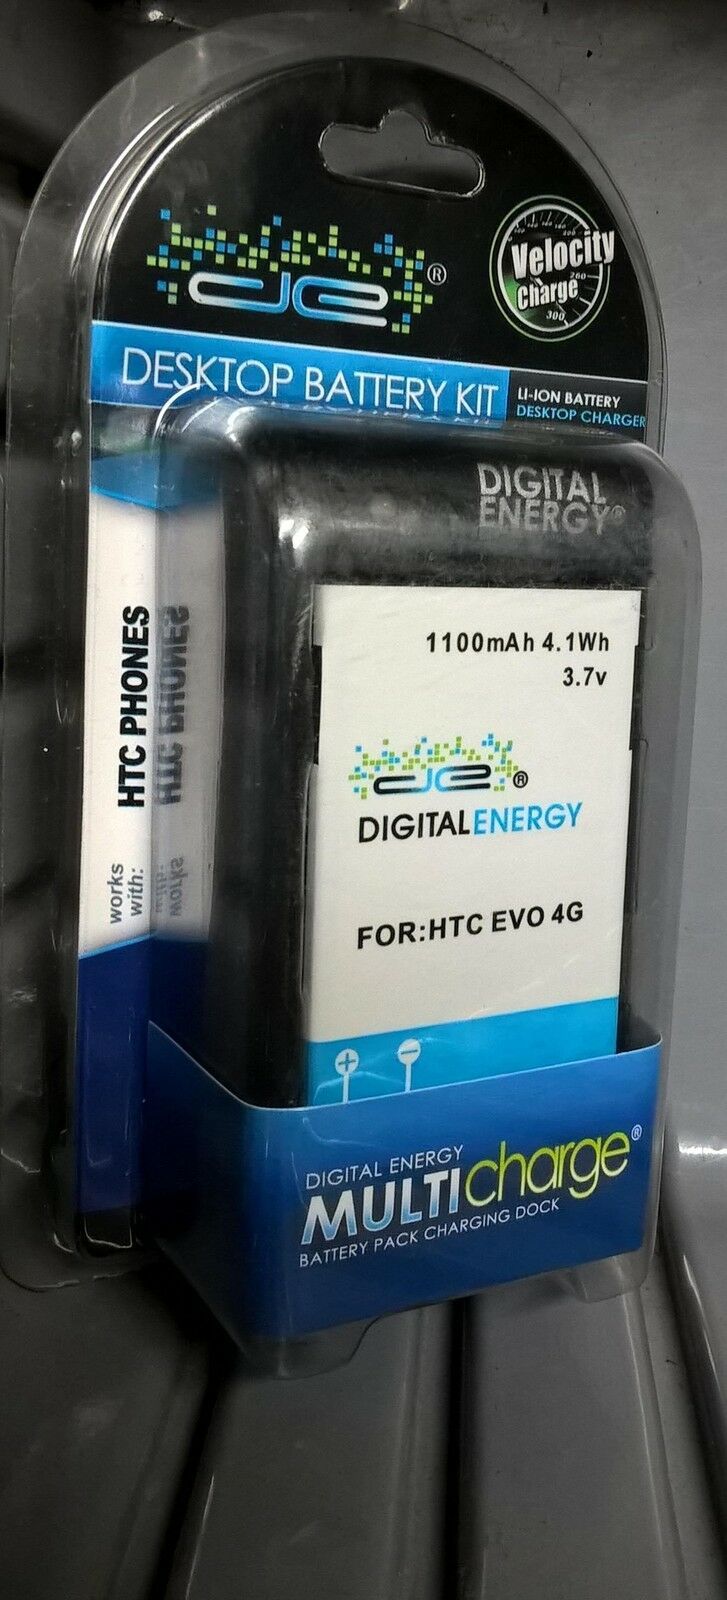 de®
Velocity
charge
260
300
DESKTOP BATTERY KIT
LI-ION BATTERY
DESKTOP CHARGER
DIGITAL
ENERGY®
1100mAh 4.1Wh
3.7v
de®
DIGITALENERGY
FOR:HTC EVO 4G
+ −
works
with:
HTC PHONES
DIGITAL ENERGY
MULTIcharge®
BATTERY PACK CHARGING DOCK